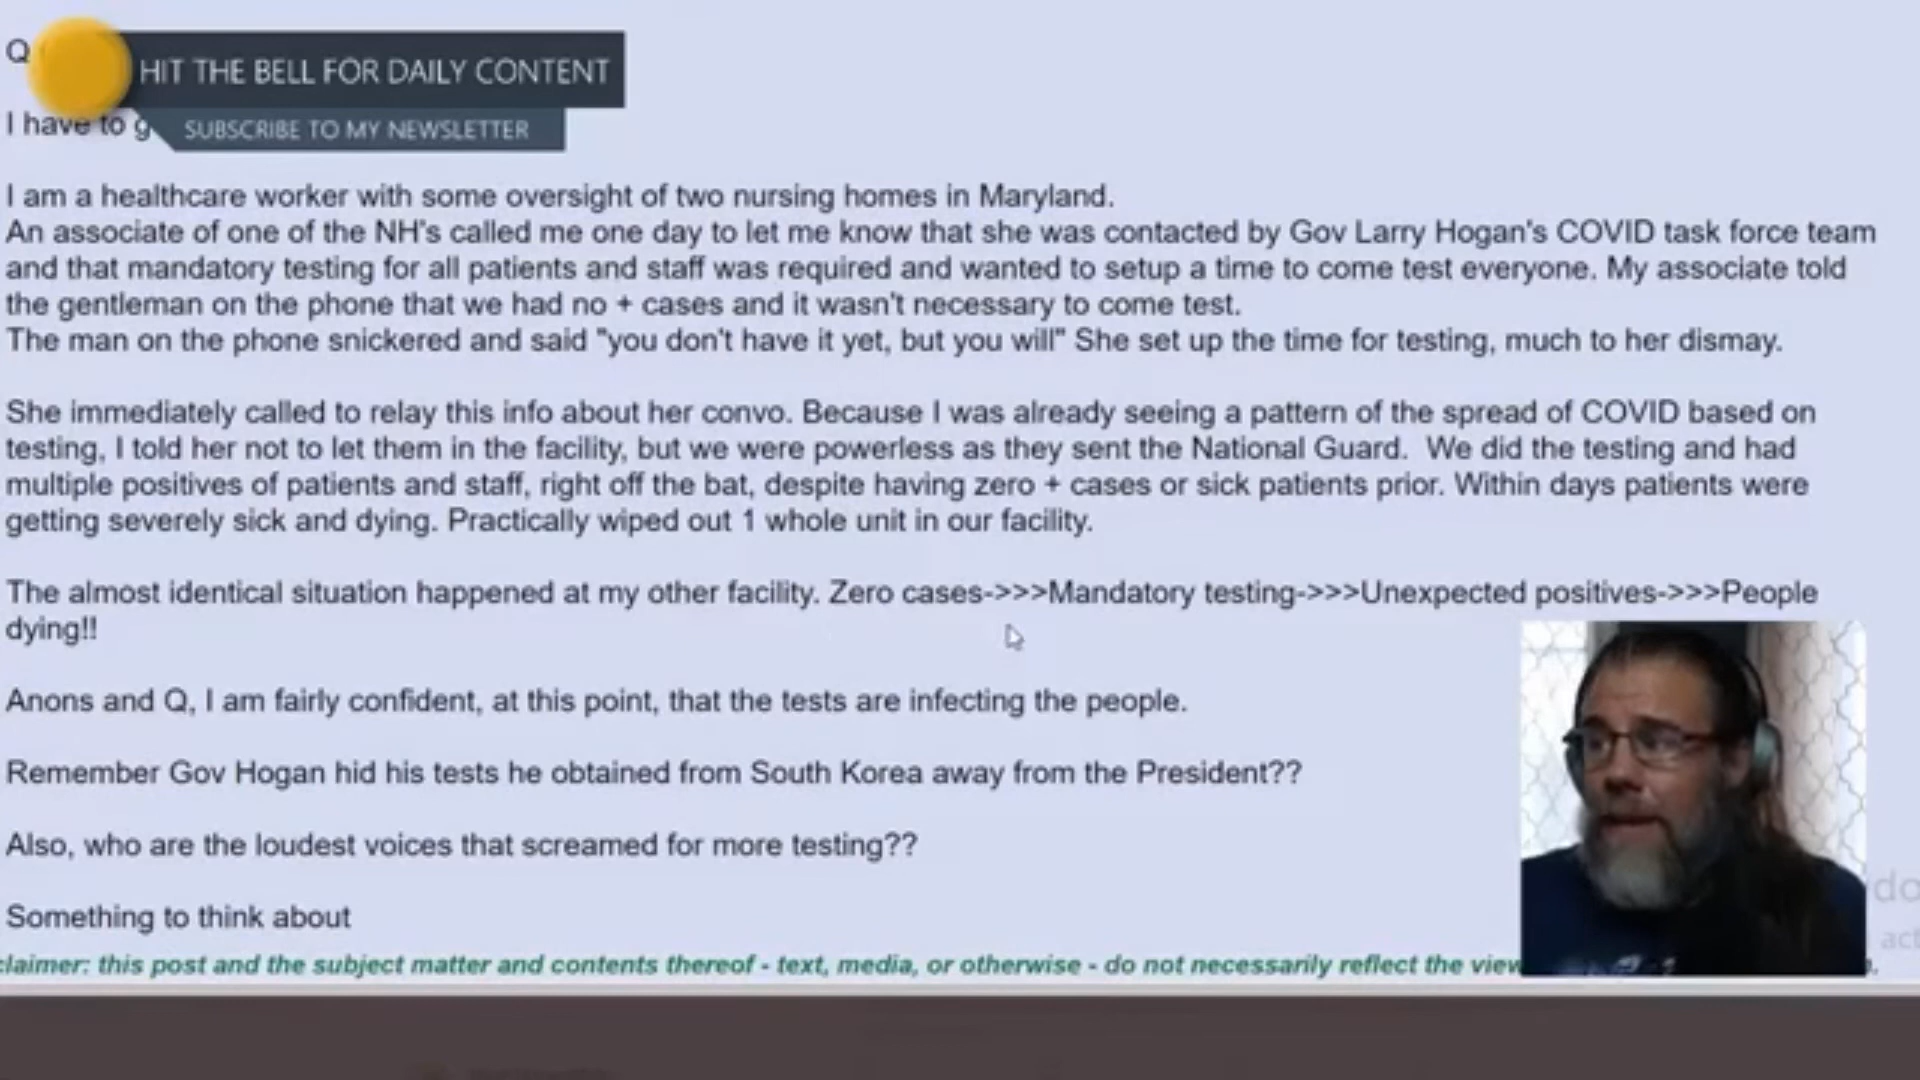 Q
HIT THE BELL FOR DAILY CONTENT
I have to g
SUBSCRIBE TO MY NEWSLETTER
I am a healthcare worker with some oversight of two nursing homes in Maryland.
An associate of one of the NH's called me one day to let me know that she was contacted by Gov Larry Hogan's COVID task force team
and that mandatory testing for all patients and staff was required and wanted to setup a time to come test everyone. My associate told
the gentleman on the phone that we had no + cases and it wasn't necessary to come test.
The man on the phone snickered and said "you don't have it yet, but you will" She set up the time for testing, much to her dismay.
She immediately called to relay this info about her convo. Because I was already seeing a pattern of the spread of COVID based on
testing, I told her not to let them in the facility, but we were powerless as they sent the National Guard. We did the testing and had
multiple positives of patients and staff, right off the bat, despite having zero + cases or sick patients prior. Within days patients were
getting severely sick and dying. Practically wiped out 1 whole unit in our facility.
The almost identical situation happened at my other facility. Zero cases->>>Mandatory testing->>>Unexpected positives->>>People
dying!!
Anons and Q, I am fairly confident, at this point, that the tests are infecting the people.
Remember Gov Hogan hid his tests he obtained from South Korea away from the President??
Also, who are the loudest voices that screamed for more testing??
Something to think about
claimer: this post and the subject matter and contents thereof - text, media, or otherwise - do not necessarily reflect the view